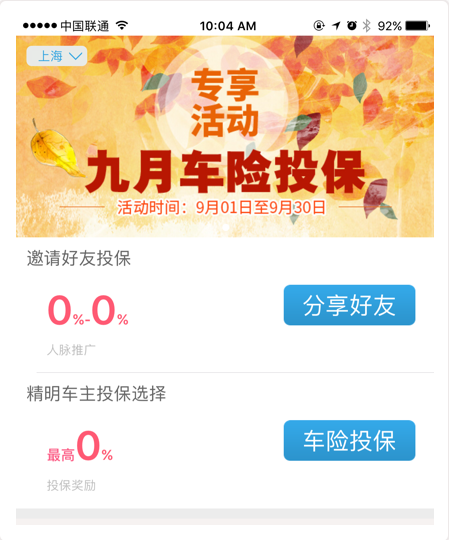 中国联通 10:04 AM 92%
上海
专享
活动
九月车险投保
活动时间：9月01日至9月30日
邀请好友投保
0%-0%
分享好友
人脉推广
精明车主投保选择
最高0%
车险投保
投保奖励